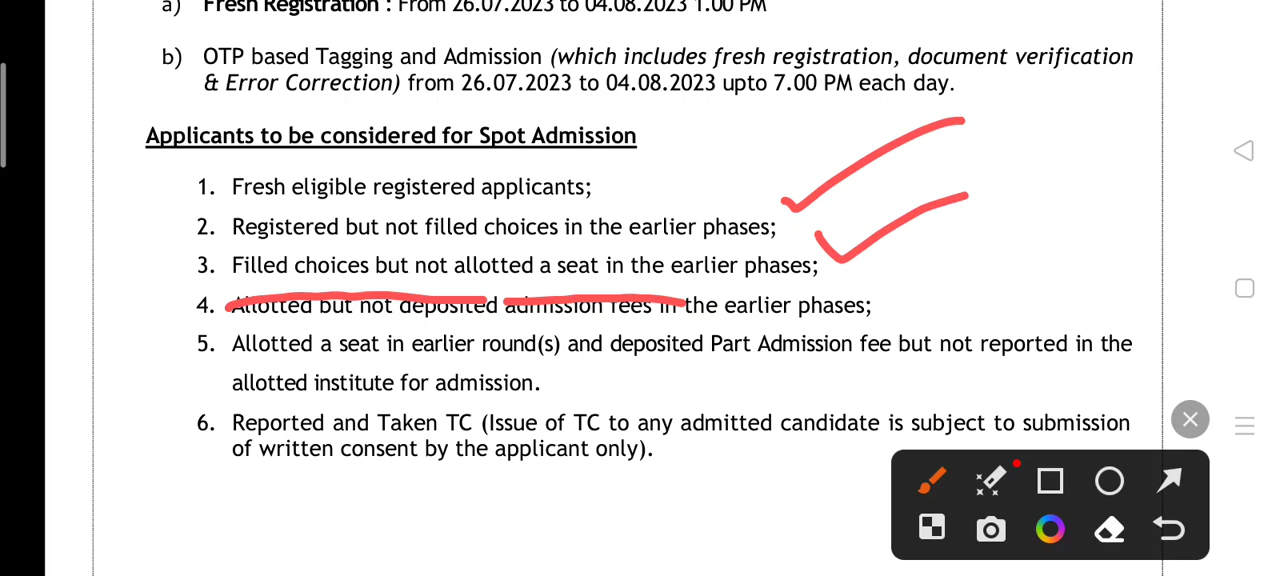 a) Fresh Registration : From 26.07.2023 to 04.08.2023 1.00 PM
b) OTP based Tagging and Admission (which includes fresh registration, document verification
& Error Correction) from 26.07.2023 to 04.08.2023 upto 7.00 PM each day.
Applicants to be considered for Spot Admission
1. Fresh eligible registered applicants;
2. Registered but not filled choices in the earlier phases;
3. Filled choices but not allotted a seat in the earlier phases;
4. Allotted but not deposited admission fees in the earlier phases;
5. Allotted a seat in earlier round(s) and deposited Part Admission fee but not reported in the
allotted institute for admission.
6. Reported and Taken TC (Issue of TC to any admitted candidate is subject to submission
of written consent by the applicant only).